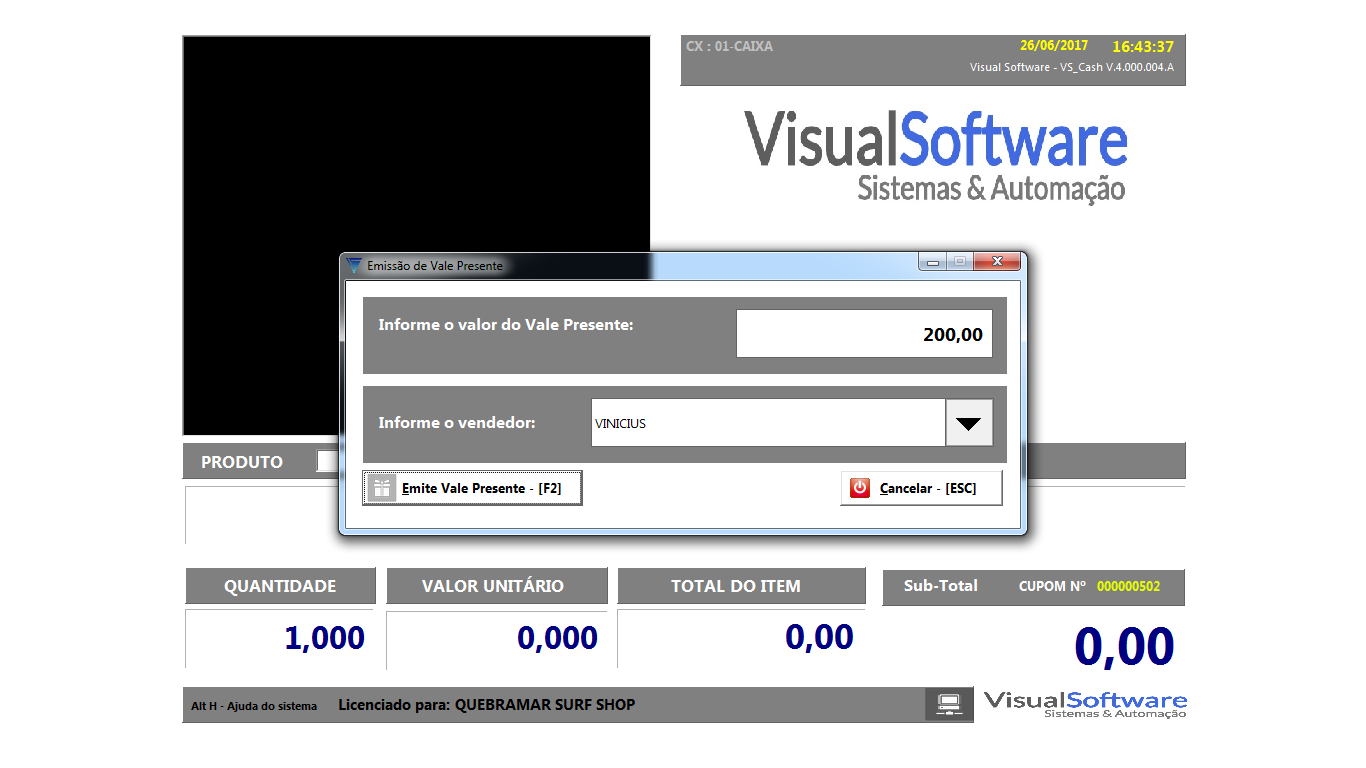 CX : 01-CAIXA 26/06/2017 16:43:37
Visual Software - VS_Cash V.4.000.004.A
VisualSoftware
Sistemas & Automação
Emissão de Vale Presente
Informe o valor do Vale Presente: 200,00
Informe o vendedor: VINICIUS
Emite Vale Presente - [F2] Cancelar - [ESC]
PRODUTO
QUANTIDADE VALOR UNITÁRIO TOTAL DO ITEM Sub-Total CUPOM Nº 000000502
1,000 0,000 0,00 0,00
Alt H - Ajuda do sistema Licenciado para: QUEBRAMAR SURF SHOP
VisualSoftware
Sistemas & Automação